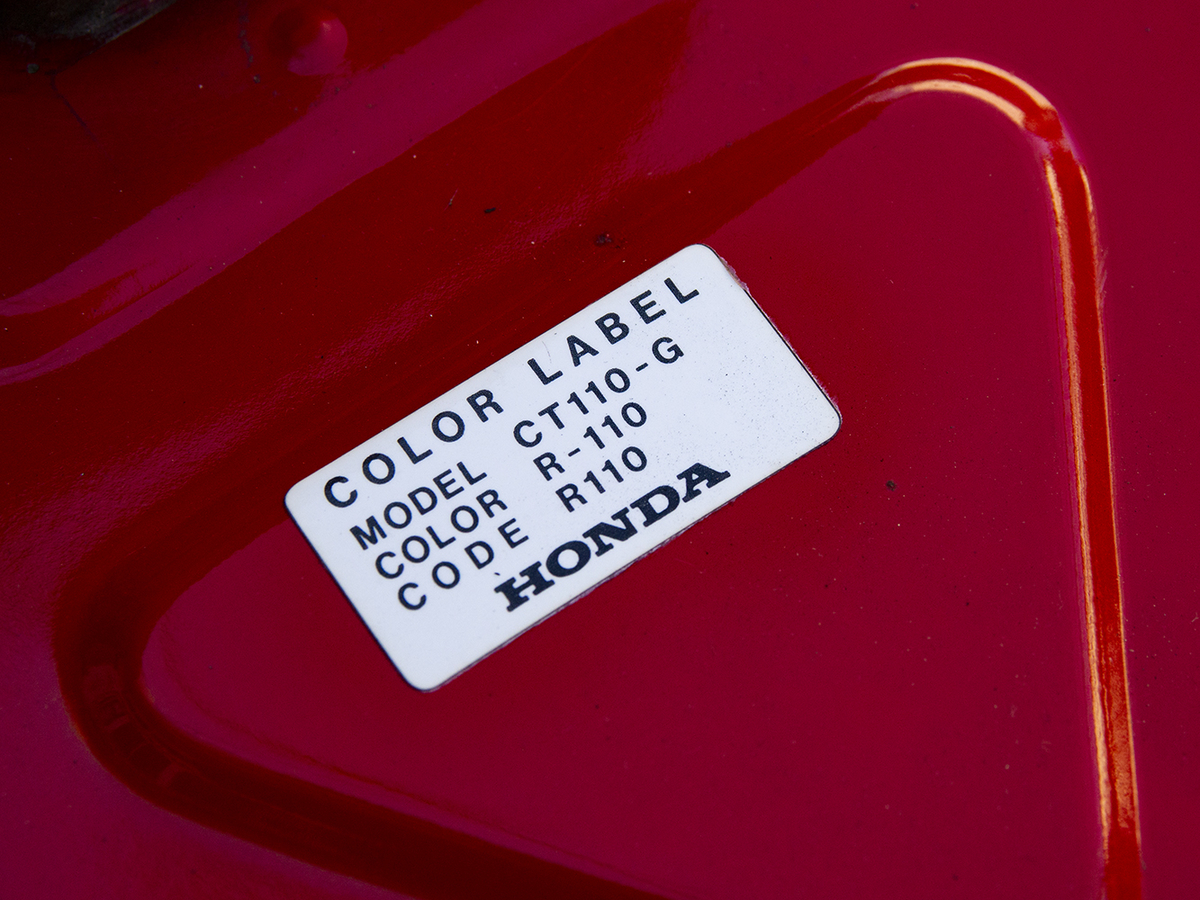 COLOR LABEL
MODEL CT110-G
COLOR R-110
CODE R110
HONDA